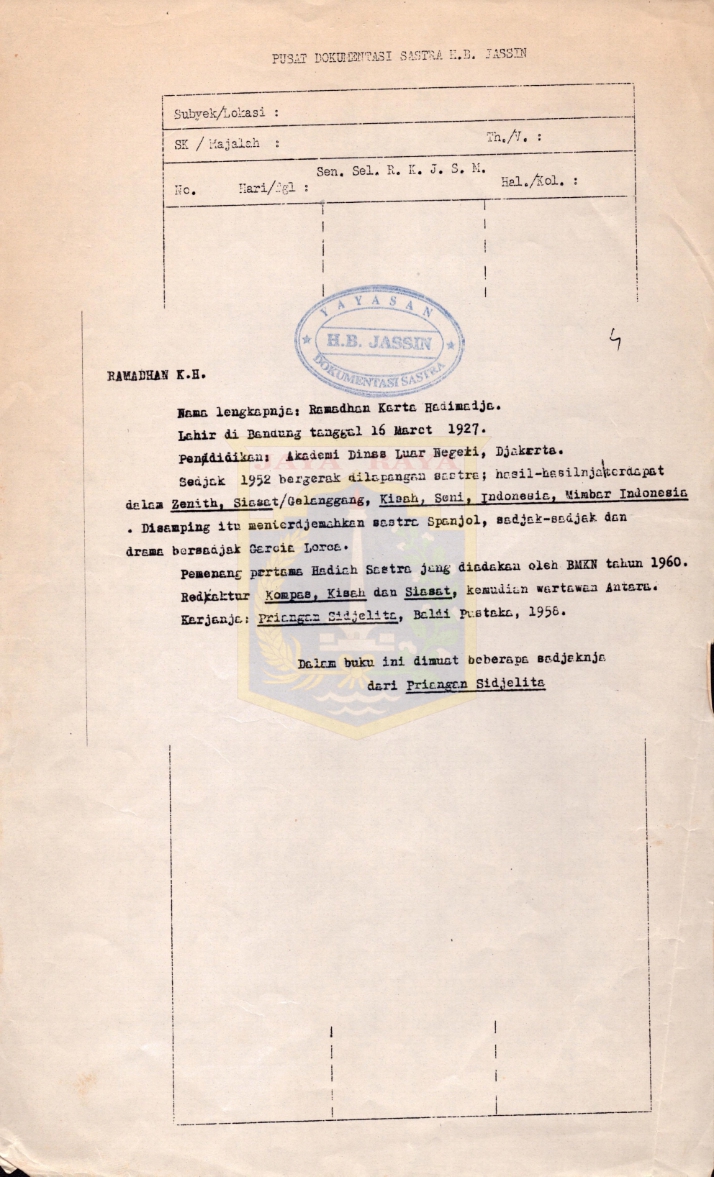 PUSAT DOKUMENTASI SASTRA H.B. JASSIN
Subyek/Lokasi :
SK / Majalah : Th./V. :
No. Hari/Tgl : Sen. Sel. R. K. J. S. M. Hal./Kol. :
YAYASAN
H.B. JASSIN
DOKUMENTASI SASTRA
RAMADHAN K.H.
Nama lengkapnja: Ramadhan Karta Hadimadja.
Lahir di Bandung tanggal 16 Maret 1927.
Pendidikan: Akademi Dinas Luar Negeri, Djakarta.
JAYA RAYA
Sedjak 1952 bergerak dilapangan sastra; hasil-hasilnja terdapat
dalam Zenith, Siasat/Gelanggang, Kisah, Seni, Indonesia, Mimbar Indonesia
. Disamping itu menterdjemahkan sastra Spanjol, sadjak-sadjak dan
drama bersadjak Garcia Lorca.
Pemenang pertama Hadiah Sastra jang diadakan oleh BMKN tahun 1960.
Redaktur Kompas, Kisah dan Siasat, kemudian wartawan Antara.
Karjanja: Priangan Sidjelita, Balai Pustaka, 1958.
Dalam buku ini dimuat beberapa sadjaknja
dari Priangan Sidjelita